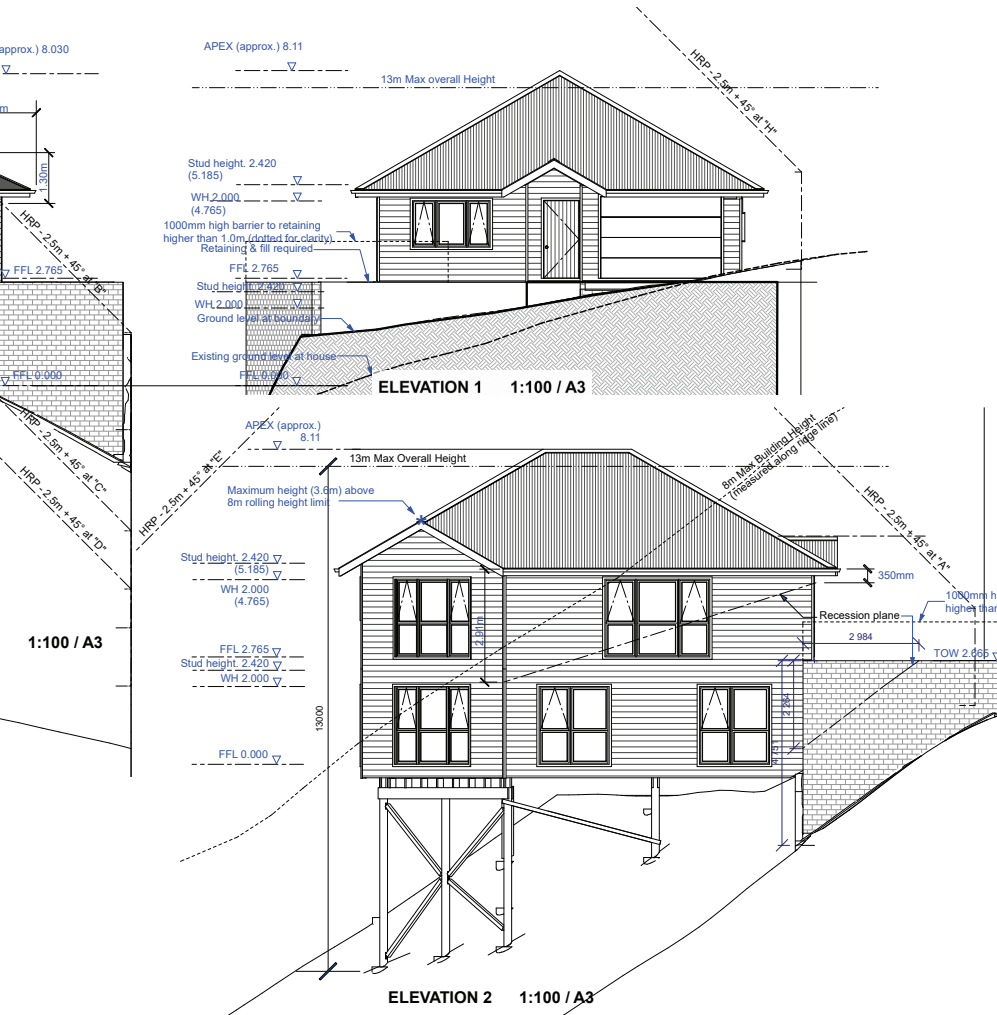 approx.) 8.030
m
1.30m
HRP - 2.5m + 45° at "B"
FFL 2.765
FFL 0.000
HRP - 2.5m + 45° at "C"
HRP - 2.5m + 45° at "D"
1:100 / A3
APEX (approx.) 8.11
13m Max overall Height
HRP - 2.5m + 45° at "H"
Stud height. 2.420
(5.185)
WH 2.000
(4.765)
1000mm high barrier to retaining
higher than 1.0m (dotted for clarity)
Retaining & fill required
FFL 2.765
Stud height. 2.420
WH 2.000
Ground level at boundary
Existing ground level at house
FFL 0.000
ELEVATION 1 1:100 / A3
HRP - 2.5m + 45° at "E"
APEX (approx.)
8.11
13m Max Overall Height
8m Max Building Height
(measured along ridge line)
Maximum height (3.6m) above
8m rolling height limit
HRP - 2.5m + 45° at "A"
Stud height. 2.420
(5.185)
WH 2.000
(4.765)
350mm
1000mm h
higher than
Recession plane
2 984
TOW 2.665
2.91m
FFL 2.765
Stud height. 2.420
WH 2.000
2 264
4 751
13000
FFL 0.000
ELEVATION 2 1:100 / A3